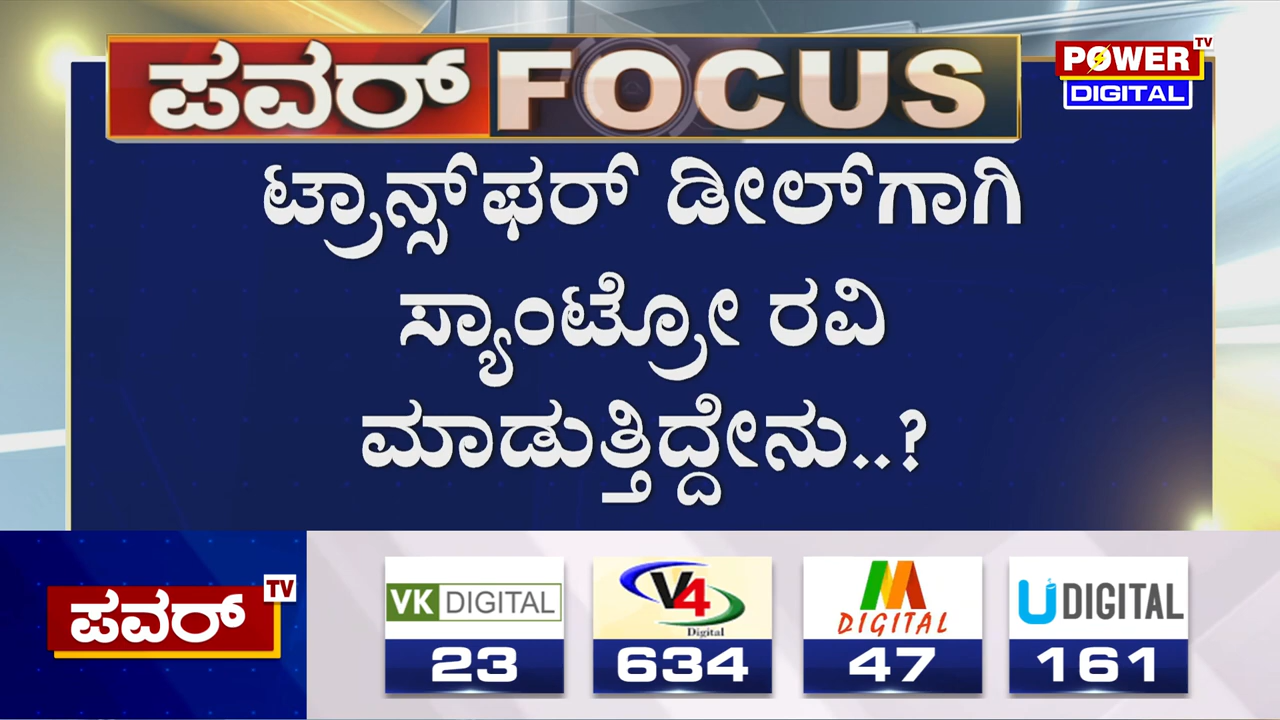 ಪವರ್ FOCUS
POWER TV
DIGITAL
ಟ್ರಾನ್ಸ್‌ಫರ್ ಡೀಲ್‌ಗಾಗಿ
ಸ್ಯಾಂಟ್ರೋ ರವಿ
ಮಾಡುತ್ತಿದ್ದೇನು..?
ಪವರ್ TV
VK DIGITAL
23
V4 Digital
634
M DIGITAL
47
U DIGITAL
161